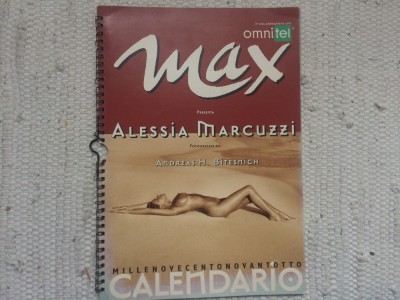 omnitel
max
PRESENTA
ALESSIA MARCUZZI
FOTOGRAFATA DA
ANDREAS H. BITESNICH
MILLENOVECENTONOVANTOTTO
CALENDARIO